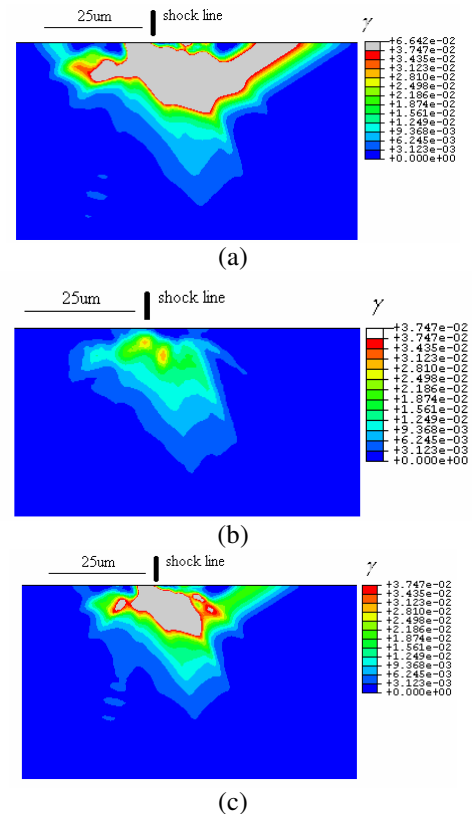 25um
shock line
γ
+6.642e-02
+3.747e-02
+3.435e-02
+3.123e-02
+2.810e-02
+2.498e-02
+2.186e-02
+1.874e-02
+1.561e-02
+1.249e-02
+9.368e-03
+6.245e-03
+3.123e-03
+0.000e+00
(a)
25um
shock line
γ
+3.747e-02
+3.747e-02
+3.435e-02
+3.123e-02
+2.810e-02
+2.498e-02
+2.186e-02
+1.874e-02
+1.561e-02
+1.249e-02
+9.368e-03
+6.245e-03
+3.123e-03
+0.000e+00
(b)
25um
shock line
γ
+3.747e-02
+3.435e-02
+3.123e-02
+2.810e-02
+2.498e-02
+2.186e-02
+1.874e-02
+1.561e-02
+1.249e-02
+9.368e-03
+6.245e-03
+3.123e-03
+0.000e+00
(c)